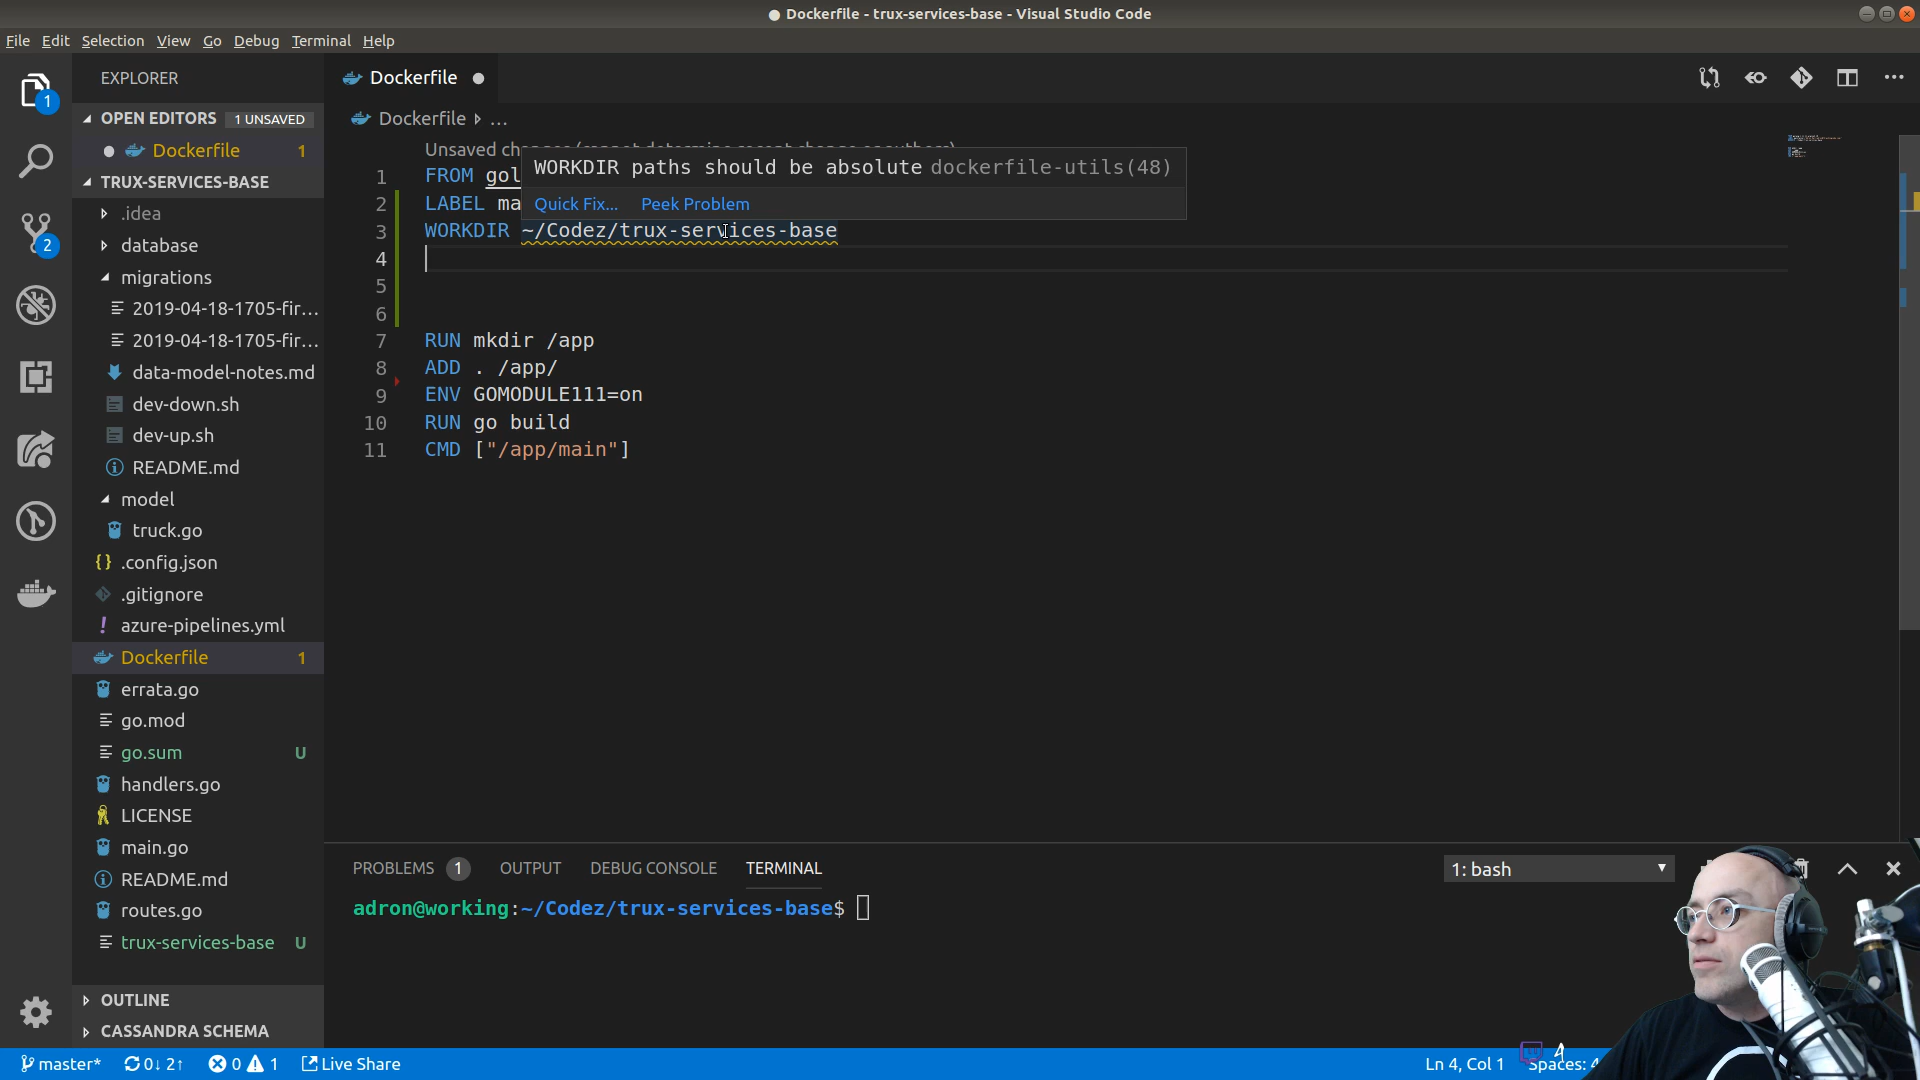 Dockerfile - trux-services-base - Visual Studio Code
File Edit Selection View Go Debug Terminal Help
1
EXPLORER
OPEN EDITORS 1 UNSAVED
Dockerfile 1
TRUX-SERVICES-BASE
.idea
database
migrations
2019-04-18-1705-fir...
2019-04-18-1705-fir...
data-model-notes.md
dev-down.sh
dev-up.sh
README.md
model
truck.go
.config.json
.gitignore
azure-pipelines.yml
Dockerfile 1
errata.go
go.mod
go.sum U
handlers.go
LICENSE
main.go
README.md
routes.go
trux-services-base U
OUTLINE
CASSANDRA SCHEMA
2
Dockerfile
Dockerfile ...
Unsaved
WORKDIR paths should be absolute dockerfile-utils(48)
Quick Fix... Peek Problem
1 FROM gol
2 LABEL ma
3 WORKDIR ~/Codez/trux-services-base
4
5
6
7 RUN mkdir /app
8 ADD . /app/
9 ENV GOMODULE111=on
10 RUN go build
11 CMD ["/app/main"]
PROBLEMS 1 OUTPUT DEBUG CONSOLE TERMINAL
1: bash
adron@working:~/Codez/trux-services-base$
master* 0↓ 2↑ 0 1 Live Share
Ln 4, Col 1 Spaces: 4